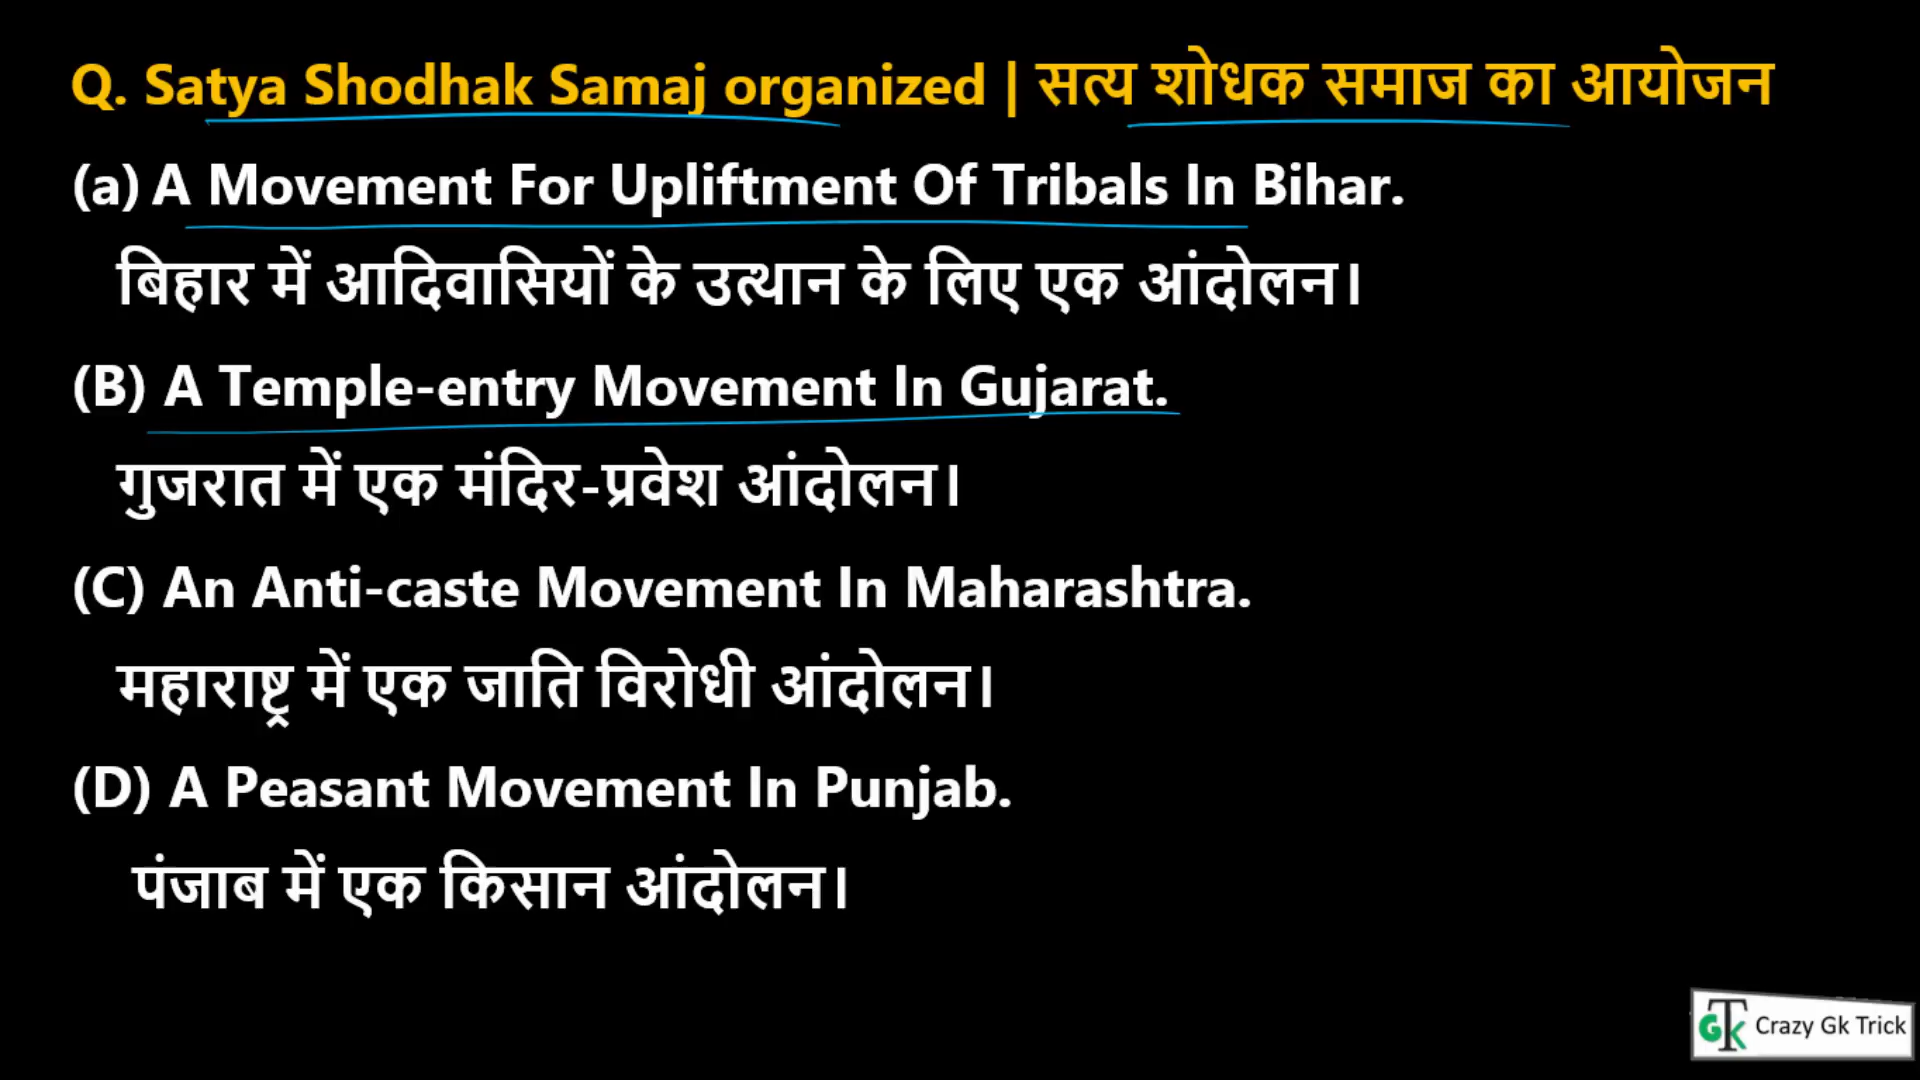 Q. Satya Shodhak Samaj organized | सत्य शोधक समाज का आयोजन
(a) A Movement For Upliftment Of Tribals In Bihar.
बिहार में आदिवासियों के उत्थान के लिए एक आंदोलन।
(B) A Temple-entry Movement In Gujarat.
गुजरात में एक मंदिर-प्रवेश आंदोलन।
(C) An Anti-caste Movement In Maharashtra.
महाराष्ट्र में एक जाति विरोधी आंदोलन।
(D) A Peasant Movement In Punjab.
पंजाब में एक किसान आंदोलन।
GTK Crazy Gk Trick